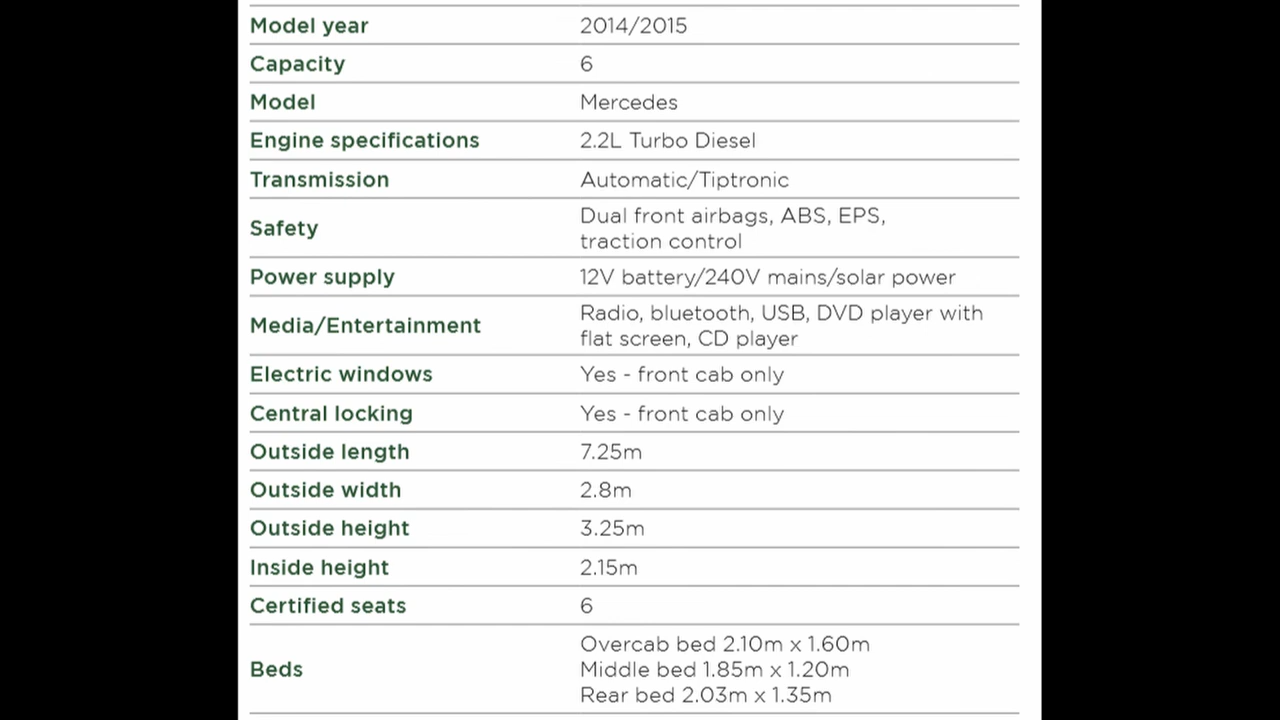 Model year 2014/2015
Capacity 6
Model Mercedes
Engine specifications 2.2L Turbo Diesel
Transmission Automatic/Tiptronic
Safety Dual front airbags, ABS, EPS,
traction control
Power supply 12V battery/240V mains/solar power
Media/Entertainment Radio, bluetooth, USB, DVD player with
flat screen, CD player
Electric windows Yes - front cab only
Central locking Yes - front cab only
Outside length 7.25m
Outside width 2.8m
Outside height 3.25m
Inside height 2.15m
Certified seats 6
Beds Overcab bed 2.10m x 1.60m
Middle bed 1.85m x 1.20m
Rear bed 2.03m x 1.35m